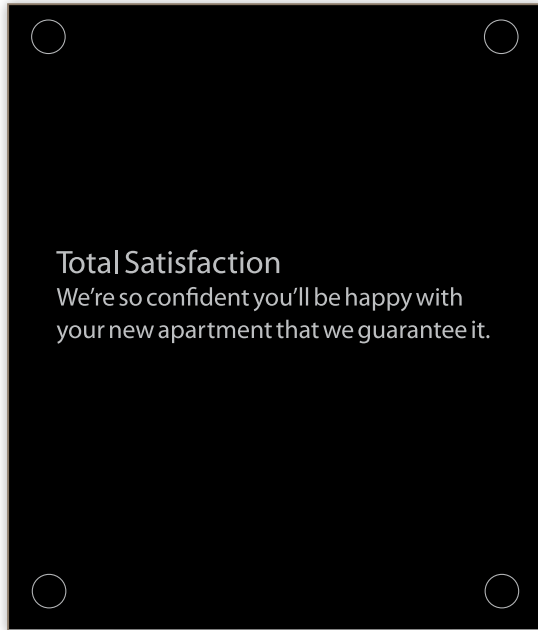 Total Satisfaction
We’re so confident you’ll be happy with
your new apartment that we guarantee it.